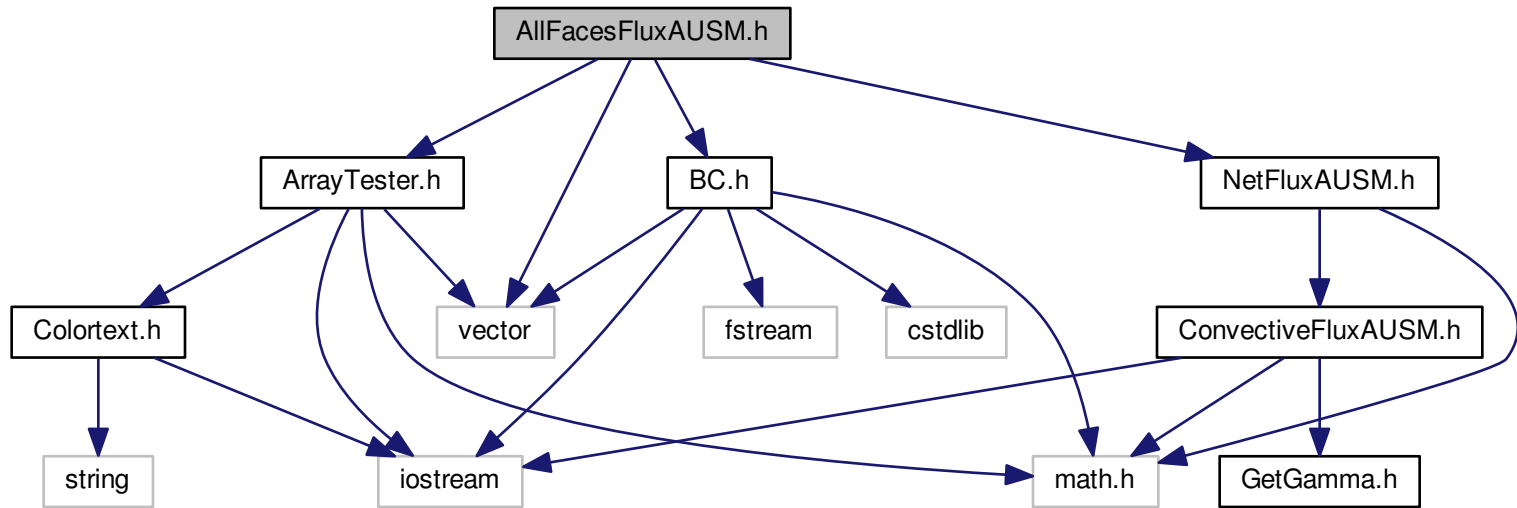 AllFacesFluxAUSM.h
ArrayTester.h
BC.h
NetFluxAUSM.h
Colortext.h
vector
fstream
cstdlib
ConvectiveFluxAUSM.h
string
iostream
math.h
GetGamma.h